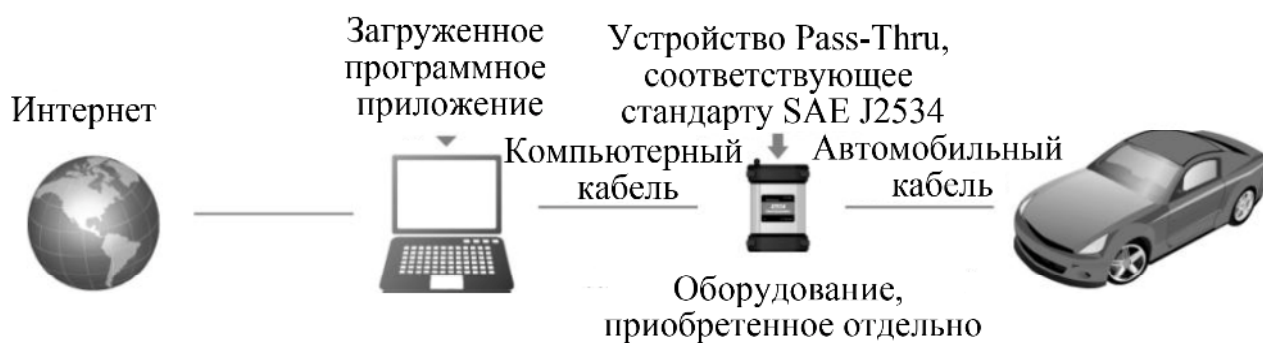 Интернет
Загруженное
программное
приложение
Компьютерный
кабель
Устройство Pass-Thru,
соответствующее
стандарту SAE J2534
Автомобильный
кабель
Оборудование,
приобретенное отдельно